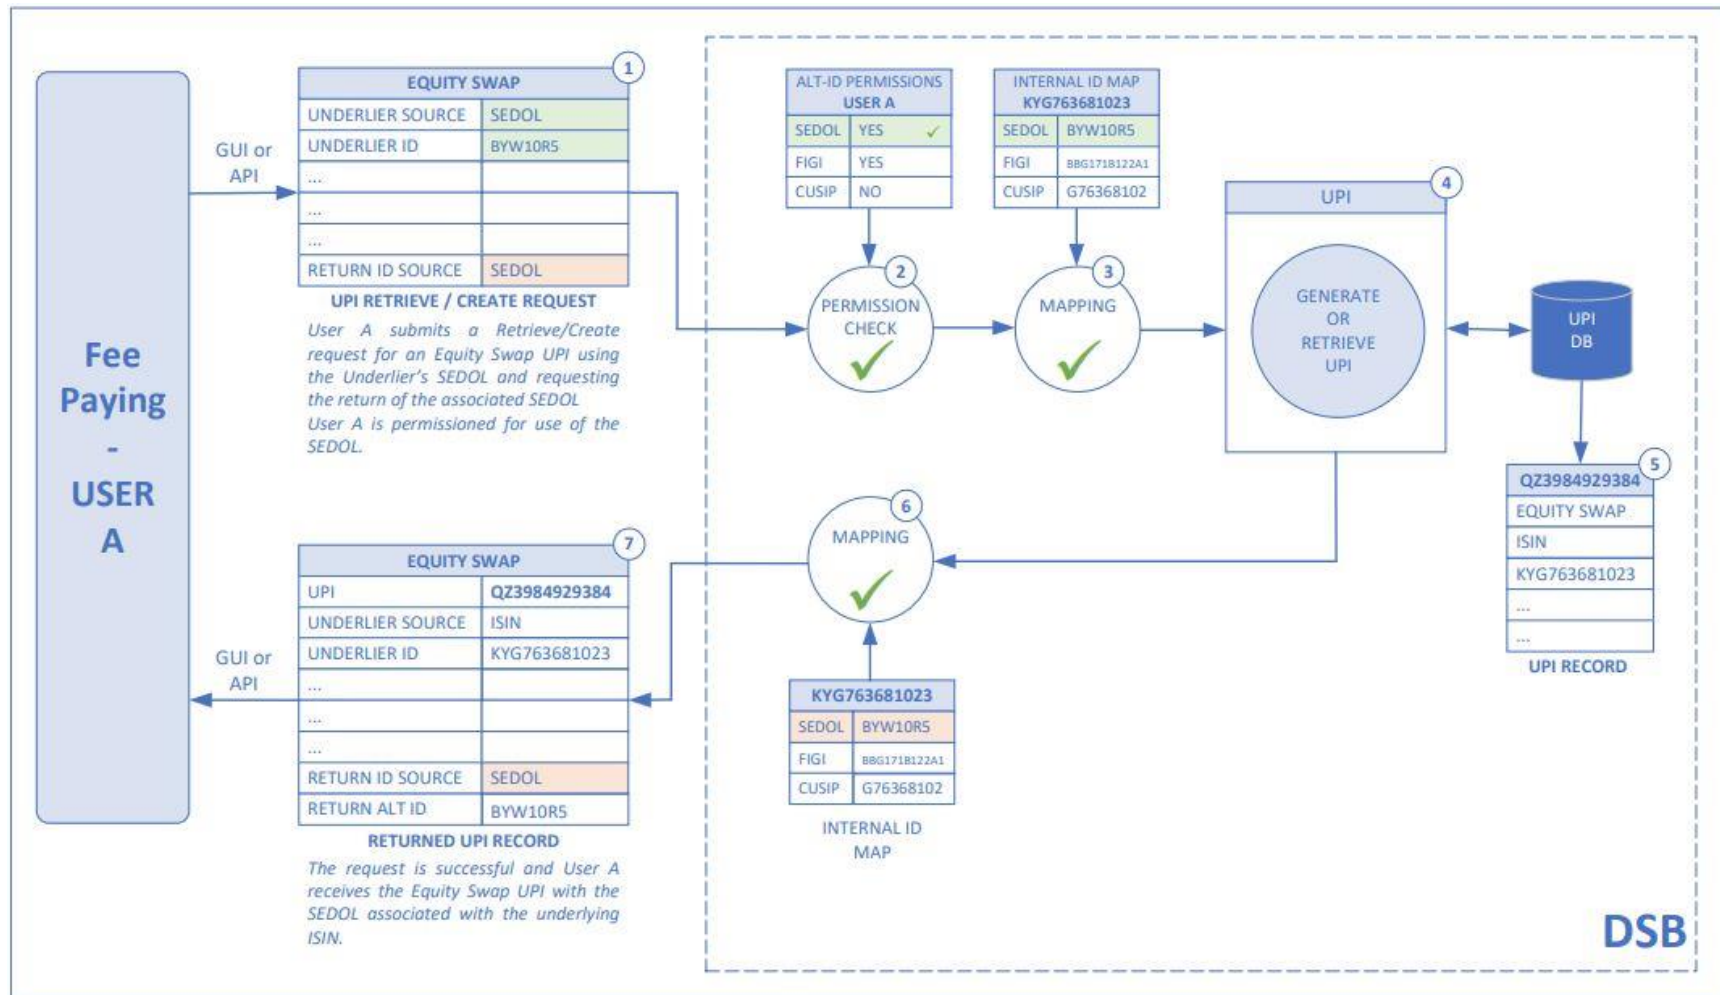 Fee
Paying
-
USER
A
GUI or
API
1
EQUITY SWAP
UNDERLIER SOURCE SEDOL
UNDERLIER ID BYW10R5
...
...
...
RETURN ID SOURCE SEDOL
UPI RETRIEVE / CREATE REQUEST
User A submits a Retrieve/Create
request for an Equity Swap UPI using
the Underlier's SEDOL and requesting
the return of the associated SEDOL
User A is permissioned for use of the
SEDOL.
ALT-ID PERMISSIONS
USER A
SEDOL YES ✓
FIGI YES
CUSIP NO
INTERNAL ID MAP
KYG763681023
SEDOL BYW10R5
FIGI BBG171B122A1
CUSIP G76368102
2
PERMISSION
CHECK
3
MAPPING
4
UPI
GENERATE
OR
RETRIEVE
UPI
UPI
DB
5
QZ3984929384
EQUITY SWAP
ISIN
KYG763681023
...
...
UPI RECORD
6
MAPPING
KYG763681023
SEDOL BYW10R5
FIGI BBG171B122A1
CUSIP G76368102
INTERNAL ID
MAP
7
EQUITY SWAP
UPI QZ3984929384
UNDERLIER SOURCE ISIN
UNDERLIER ID KYG763681023
...
...
...
RETURN ID SOURCE SEDOL
RETURN ALT ID BYW10R5
GUI or
API
RETURNED UPI RECORD
The request is successful and User A
receives the Equity Swap UPI with the
SEDOL associated with the underlying
ISIN.
DSB